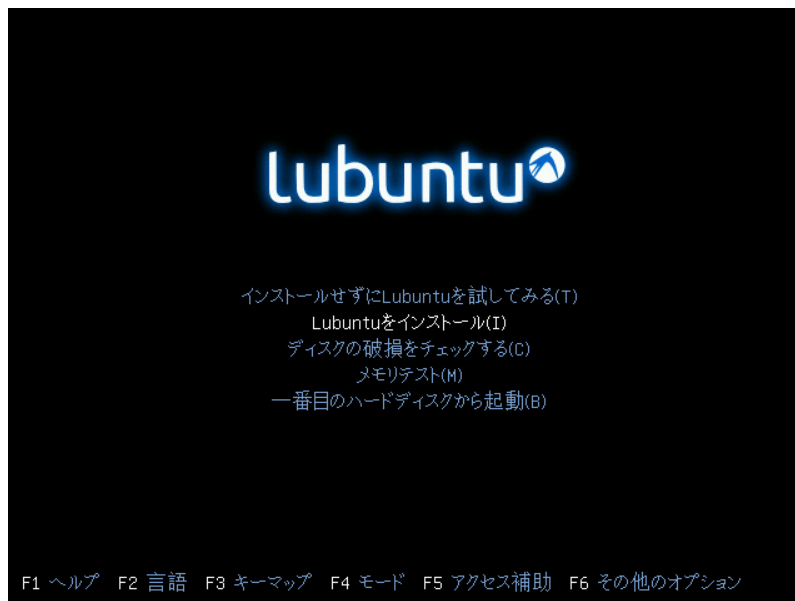 lubuntu
インストールせずにLubuntuを試してみる(T)
Lubuntuをインストール(I)
ディスクの破損をチェックする(C)
メモリテスト(M)
一番目のハードディスクから起動(B)
F1 ヘルプ F2 言語 F3 キーマップ F4 モード F5 アクセス補助 F6 その他のオプション